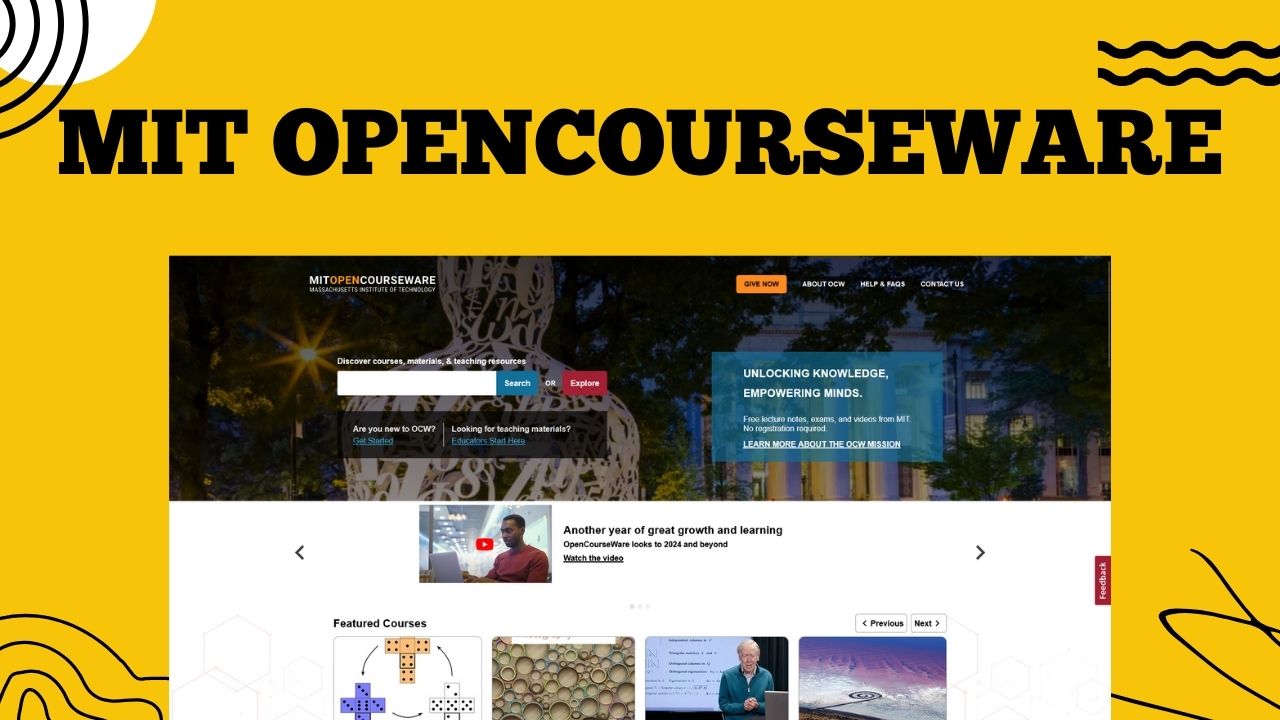 MIT OPENCOURSEWARE
MITOPENCOURSEWARE
MASSACHUSETTS INSTITUTE OF TECHNOLOGY
GIVE NOW
ABOUT OCW
HELP & FAQS
CONTACT US
Discover courses, materials, & teaching resources
Search
OR
Explore
Are you new to OCW?
Get Started
Looking for teaching materials?
Educators Start Here
UNLOCKING KNOWLEDGE,
EMPOWERING MINDS.
Free lecture notes, exams, and videos from MIT.
No registration required.
LEARN MORE ABOUT THE OCW MISSION
Another year of great growth and learning
OpenCourseWare looks to 2024 and beyond
Watch the video
Feedback
Featured Courses
Previous
Next